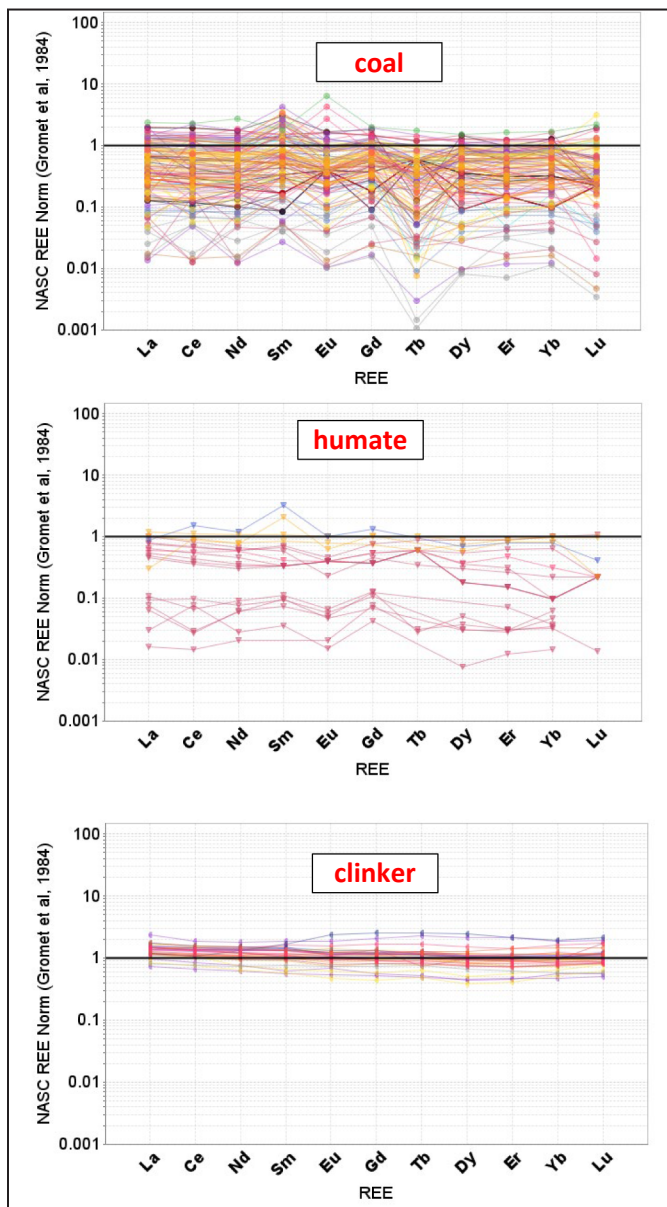 coal
NASC REE Norm (Gromet et al, 1984)
100
10
1
0.1
0.01
0.001
La Ce Nd Sm Eu Gd Tb Dy Er Yb Lu
REE
humate
NASC REE Norm (Gromet et al, 1984)
100
10
1
0.1
0.01
0.001
La Ce Nd Sm Eu Gd Tb Dy Er Yb Lu
REE
clinker
NASC REE Norm (Gromet et al, 1984)
100
10
1
0.1
0.01
0.001
La Ce Nd Sm Eu Gd Tb Dy Er Yb Lu
REE